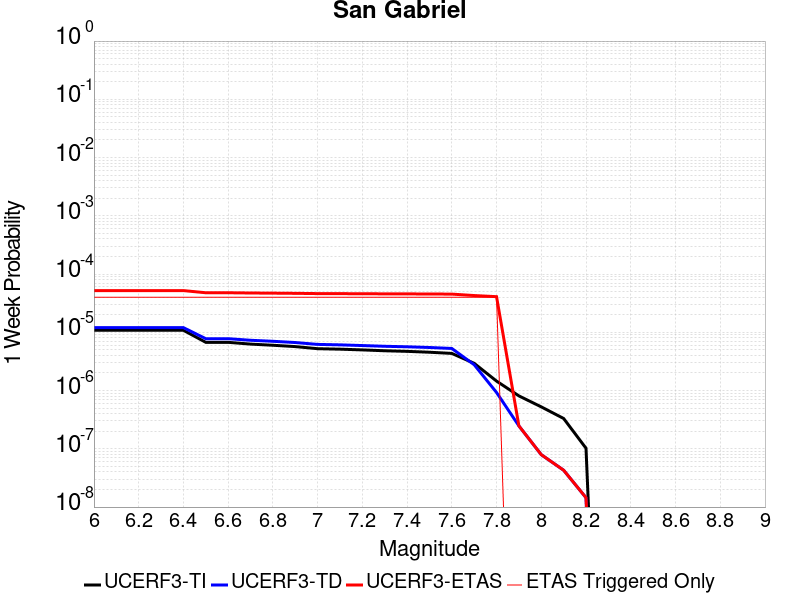 San Gabriel
1 Week Probability
10^0
10^-1
10^-2
10^-3
10^-4
10^-5
10^-6
10^-7
10^-8
6 6.2 6.4 6.6 6.8 7 7.2 7.4 7.6 7.8 8 8.2 8.4 8.6 8.8 9
Magnitude
UCERF3-TI UCERF3-TD UCERF3-ETAS ETAS Triggered Only